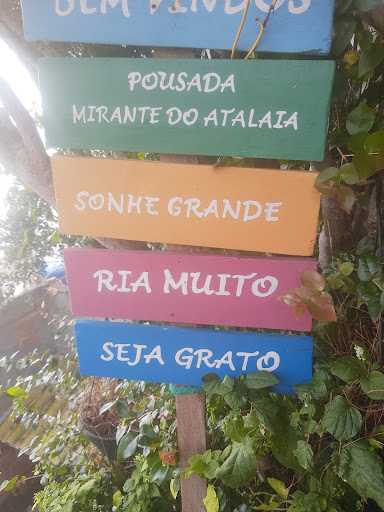 BEM VINDOS
POUSADA
MIRANTE DO ATALAIA
SONHE GRANDE
RIA MUITO
SEJA GRATO